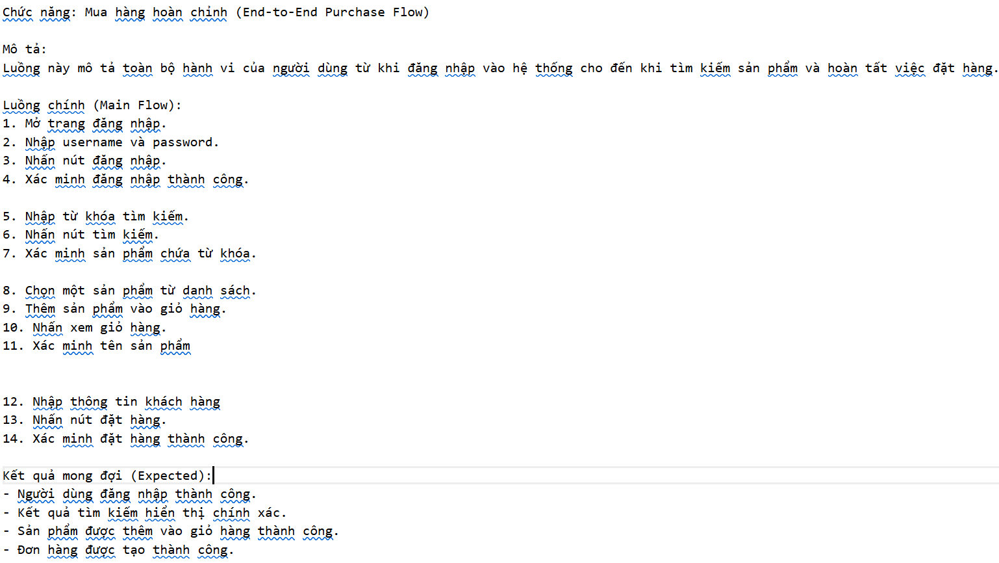 Chức năng: Mua hàng hoàn chỉnh (End-to-End Purchase Flow)
Mô tả:
Luồng này mô tả toàn bộ hành vi của người dùng từ khi đăng nhập vào hệ thống cho đến khi tìm kiếm sản phẩm và hoàn tất việc đặt hàng.
Luồng chính (Main Flow):
1. Mở trang đăng nhập.
2. Nhập username và password.
3. Nhấn nút đăng nhập.
4. Xác minh đăng nhập thành công.
5. Nhập từ khóa tìm kiếm.
6. Nhấn nút tìm kiếm.
7. Xác minh sản phẩm chứa từ khóa.
8. Chọn một sản phẩm từ danh sách.
9. Thêm sản phẩm vào giỏ hàng.
10. Nhấn xem giỏ hàng.
11. Xác minh tên sản phẩm
12. Nhập thông tin khách hàng
13. Nhấn nút đặt hàng.
14. Xác minh đặt hàng thành công.
Kết quả mong đợi (Expected):
- Người dùng đăng nhập thành công.
- Kết quả tìm kiếm hiển thị chính xác.
- Sản phẩm được thêm vào giỏ hàng thành công.
- Đơn hàng được tạo thành công.